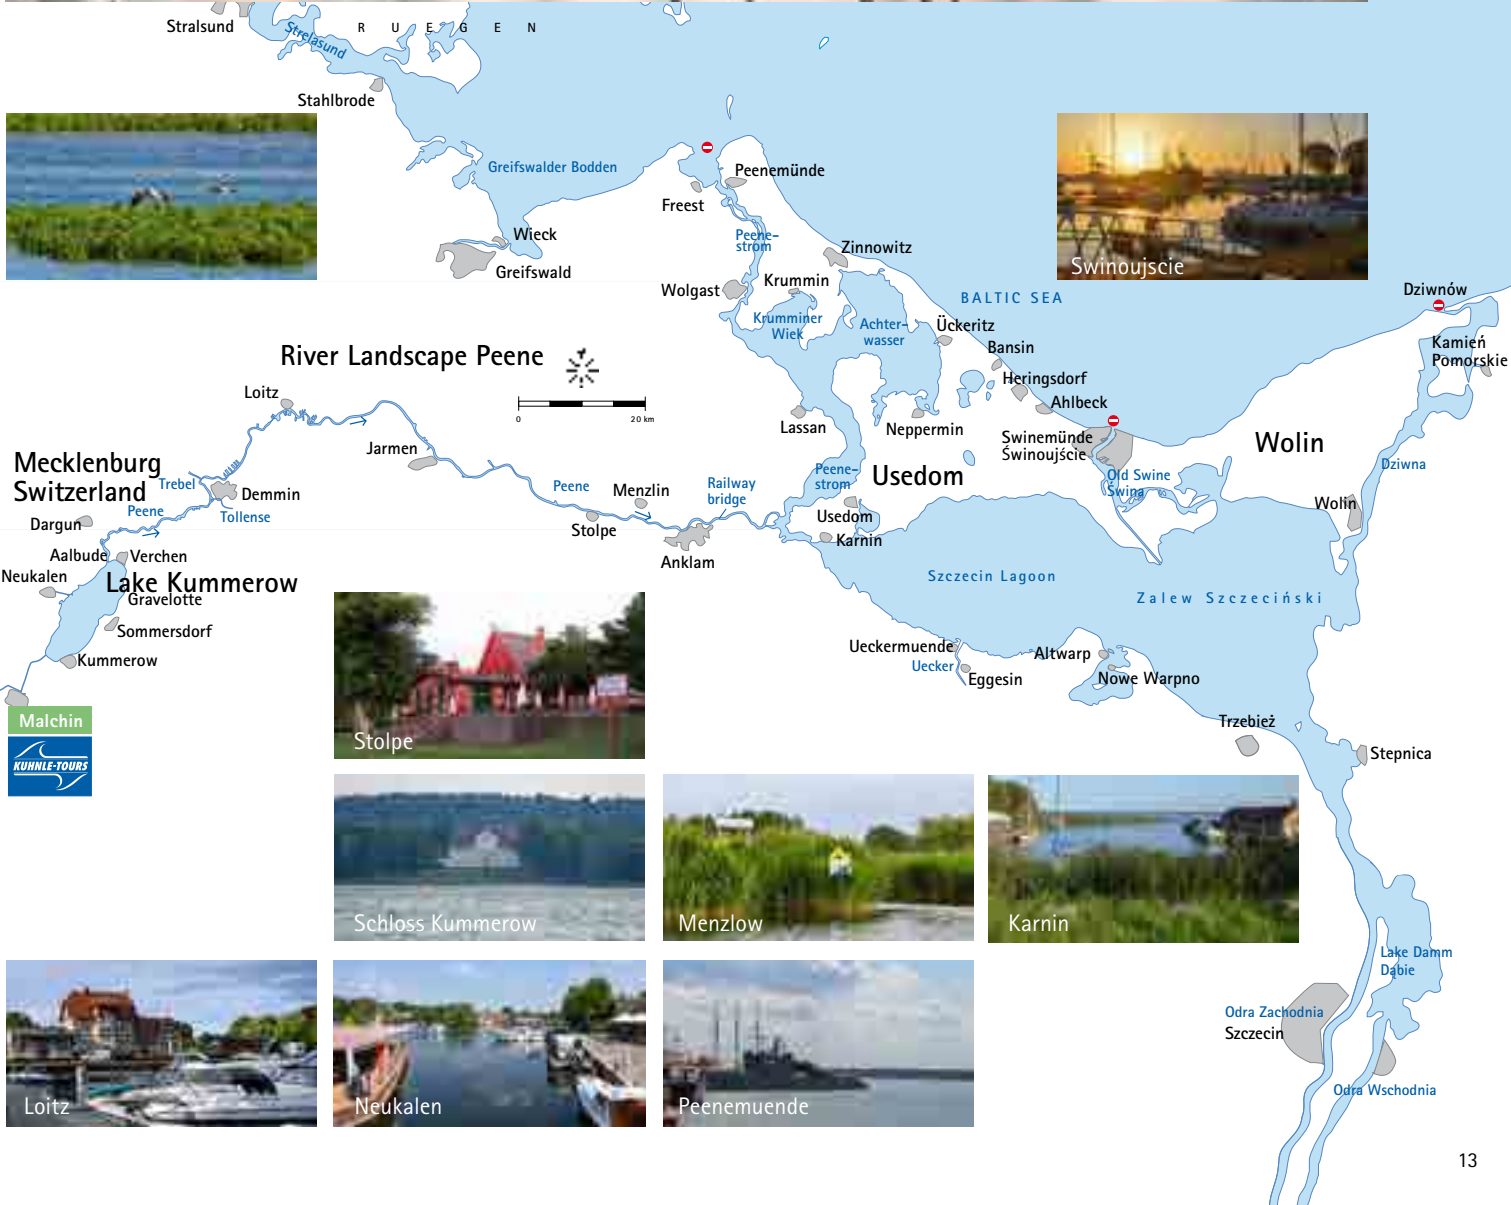 Stralsund
Strelasund
R U E G E N
Stahlbrode
Greifswalder Bodden
Peenemünde
Freest
Wieck
Greifswald
Peene-
strom
Zinnowitz
Swinoujscie
Wolgast
Krummin
BALTIC SEA
Dziwnów
Krumminer
Wiek
Achter-
wasser
Ückeritz
Bansin
Kamień
Pomorskie
River Landscape Peene
Heringsdorf
Ahlbeck
Loitz
0
20 km
Lassan
Neppermin
Swinemünde
Świnoujście
Wolin
Jarmen
Mecklenburg
Switzerland
Trebel
Demmin
Tollense
Peene
Peene
Menzlin
Railway
bridge
Peene-
strom
Usedom
Old Swine
Świna
Dziwna
Dargun
Stolpe
Usedom
Wolin
Aalbude
Verchen
Anklam
Karnin
Neukalen
Lake Kummerow
Gravelotte
Szczecin Lagoon
Zalew Szczeciński
Sommersdorf
Kummerow
Ueckermuende
Uecker
Eggesin
Altwarp
Nowe Warpno
Malchin
KUHNLE-TOURS
Stolpe
Trzebież
Stepnica
Schloss Kummerow
Menzlow
Karnin
Lake Damm
Dąbie
Odra Zachodnia
Szczecin
Odra Wschodnia
Loitz
Neukalen
Peenemuende
13